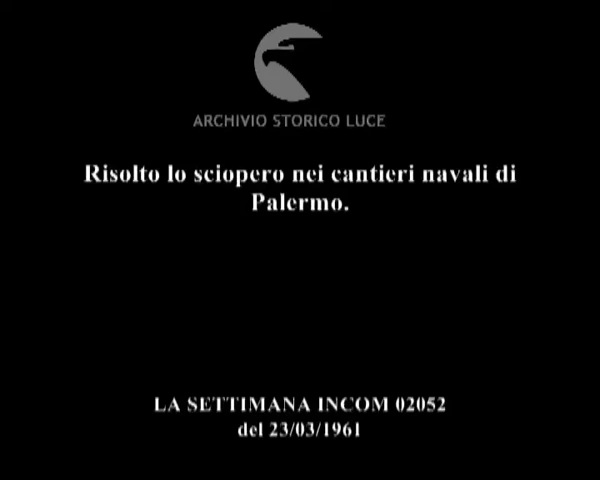 ARCHIVIO STORICO LUCE
Risolto lo sciopero nei cantieri navali di
Palermo.
LA SETTIMANA INCOM 02052
del 23/03/1961